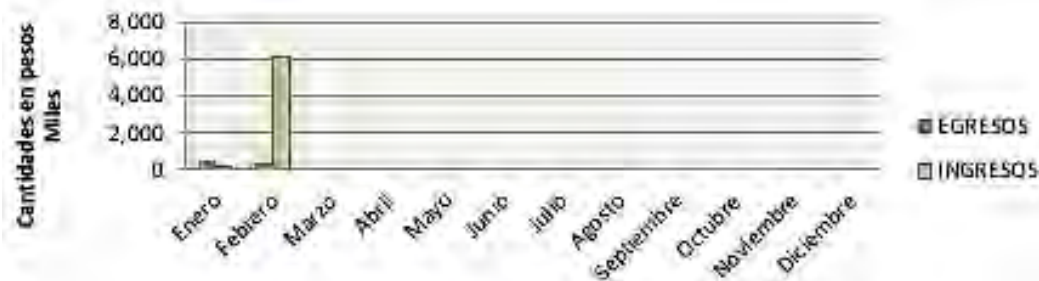 Cantidades en pesos
Miles
8,000
6,000
4,000
2,000
0
Enero
Febrero
Marzo
Abril
Mayo
Junio
Julio
Agosto
Septiembre
Octubre
Noviembre
Diciembre
EGRESOS
INGRESOS